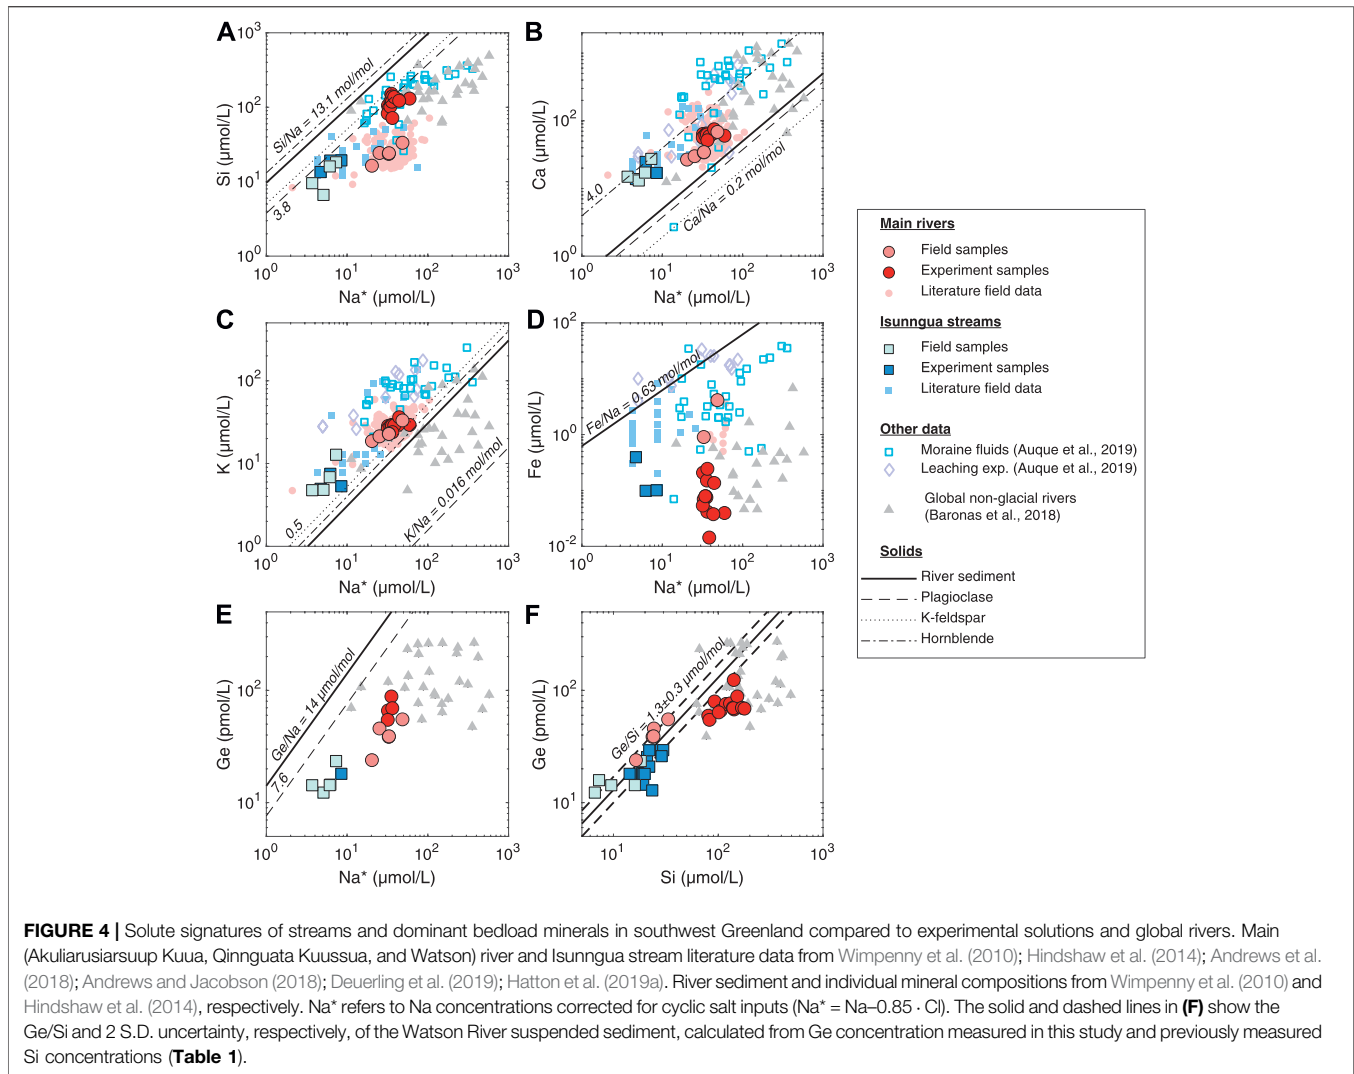 A
10³
10²
10¹
10⁰
Si (µmol/L)
Si/Na = 13.1 mol/mol
3.8
10⁰ 10¹ 10² 10³
Na* (µmol/L)
B
10²
10¹
10⁰
Ca (µmol/L)
4.0
Ca/Na = 0.2 mol/mol
10⁰ 10¹ 10² 10³
Na* (µmol/L)
C
10²
10¹
10⁰
K (µmol/L)
0.5
K/Na = 0.016 mol/mol
10⁰ 10¹ 10² 10³
Na* (µmol/L)
D
10²
10⁰
10⁻²
Fe (µmol/L)
Fe/Na = 0.63 mol/mol
10⁰ 10¹ 10² 10³
Na* (µmol/L)
E
10²
10¹
Ge (pmol/L)
Ge/Na = 14 µmol/mol
7.6
10⁰ 10¹ 10² 10³
Na* (µmol/L)
F
10²
10¹
Ge (pmol/L)
Ge/Si = 1.3±0.3 µmol/mol
10¹ 10² 10³
Si (µmol/L)
Main rivers
Field samples
Experiment samples
Literature field data
Isunngua streams
Field samples
Experiment samples
Literature field data
Other data
Moraine fluids (Auque et al., 2019)
Leaching exp. (Auque et al., 2019)
Global non-glacial rivers
(Baronas et al., 2018)
Solids
River sediment
Plagioclase
K-feldspar
Hornblende
FIGURE 4 | Solute signatures of streams and dominant bedload minerals in southwest Greenland compared to experimental solutions and global rivers. Main
(Akuliarusiarsuup Kuua, Qinnguata Kuussua, and Watson) river and Isunngua stream literature data from Wimpenny et al. (2010); Hindshaw et al. (2014); Andrews et al.
(2018); Andrews and Jacobson (2018); Deuerling et al. (2019); Hatton et al. (2019a). River sediment and individual mineral compositions from Wimpenny et al. (2010) and
Hindshaw et al. (2014), respectively. Na* refers to Na concentrations corrected for cyclic salt inputs (Na* = Na–0.85 · Cl). The solid and dashed lines in (F) show the
Ge/Si and 2 S.D. uncertainty, respectively, of the Watson River suspended sediment, calculated from Ge concentration measured in this study and previously measured
Si concentrations (Table 1).